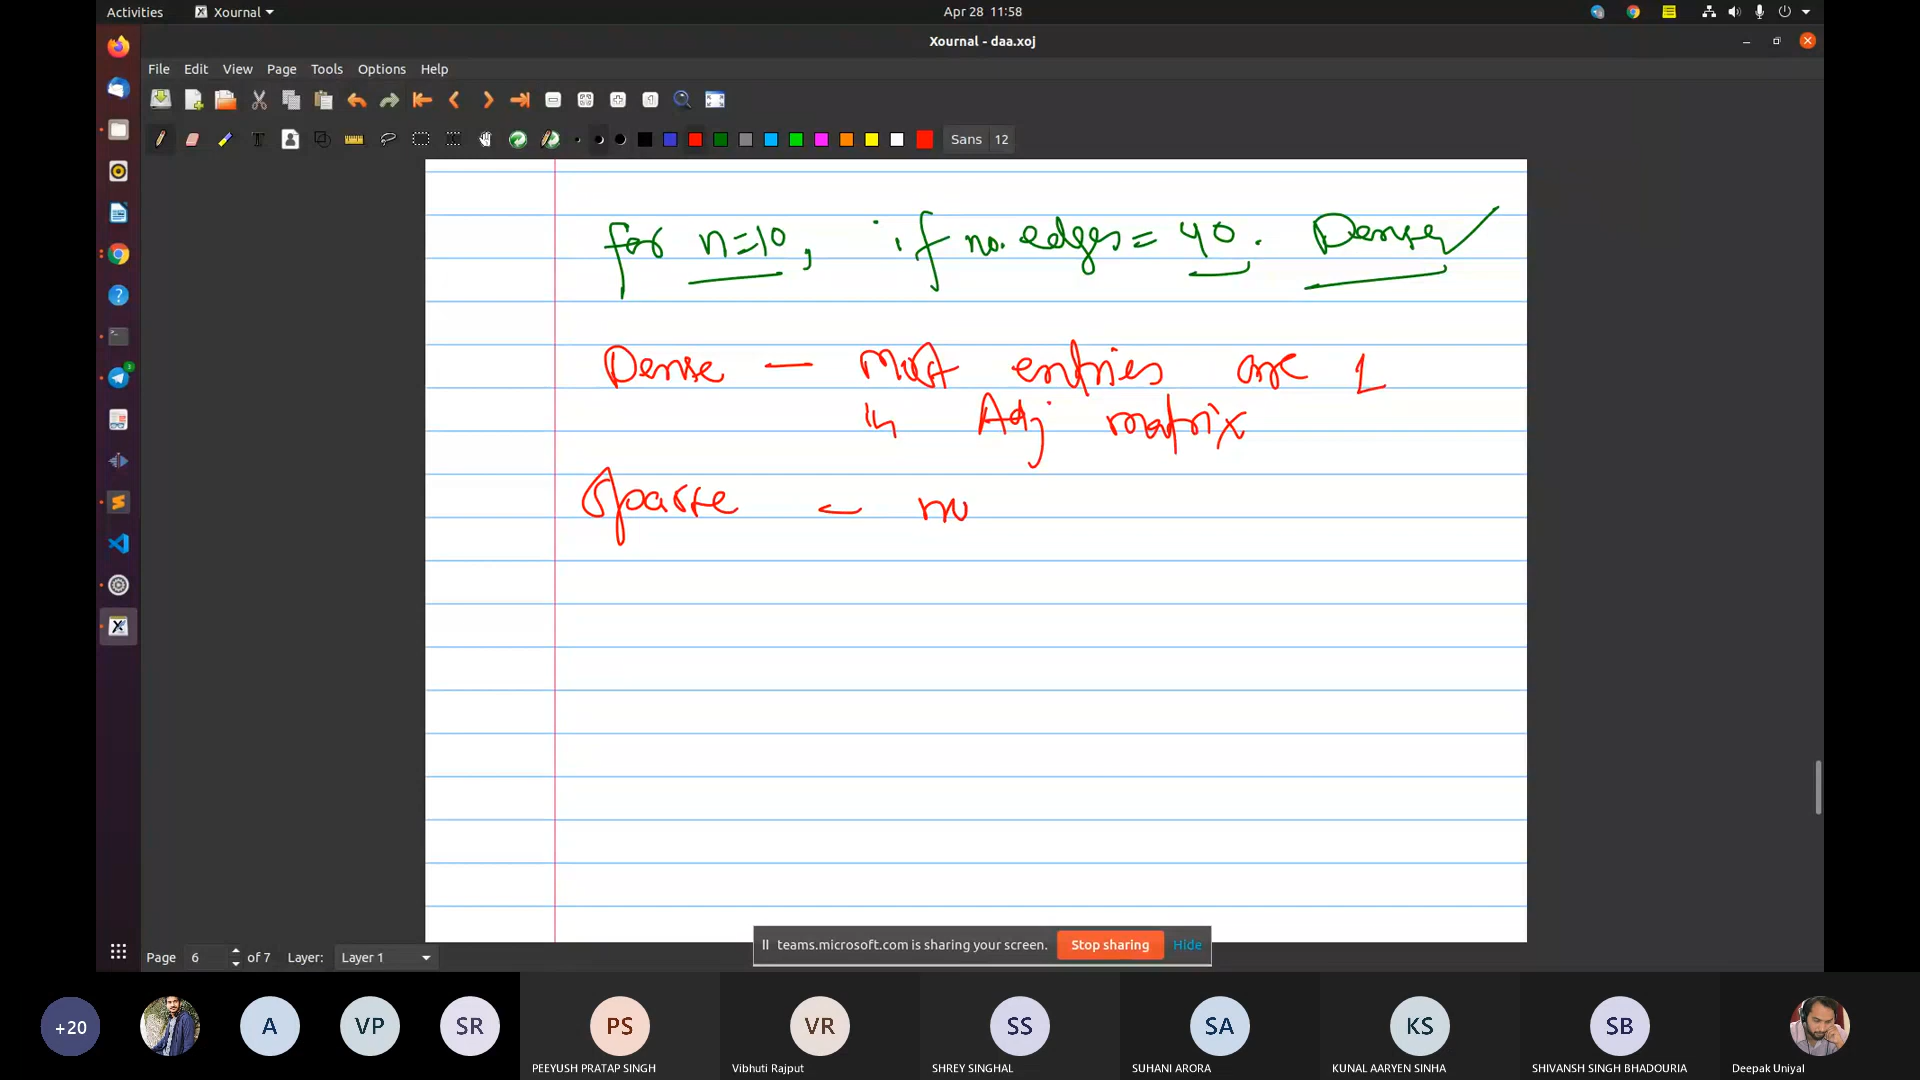 Activities Xournal Apr 28 11:58
Xournal - daa.xoj
File Edit View Page Tools Options Help
Sans 12
for n=10, if no. edges = 40. Dense
Dense — Most entries are 1
in Adj matrix
Sparse — mo
teams.microsoft.com is sharing your screen. Stop sharing Hide
Page 6 of 7 Layer: Layer 1
+20 A VP SR PS VR SS SA KS SB
PEEYUSH PRATAP SINGH Vibhuti Rajput SHREY SINGHAL SUHANI ARORA KUNAL AARYEN SINHA SHIVANSH SINGH BHADOURIA Deepak Uniyal